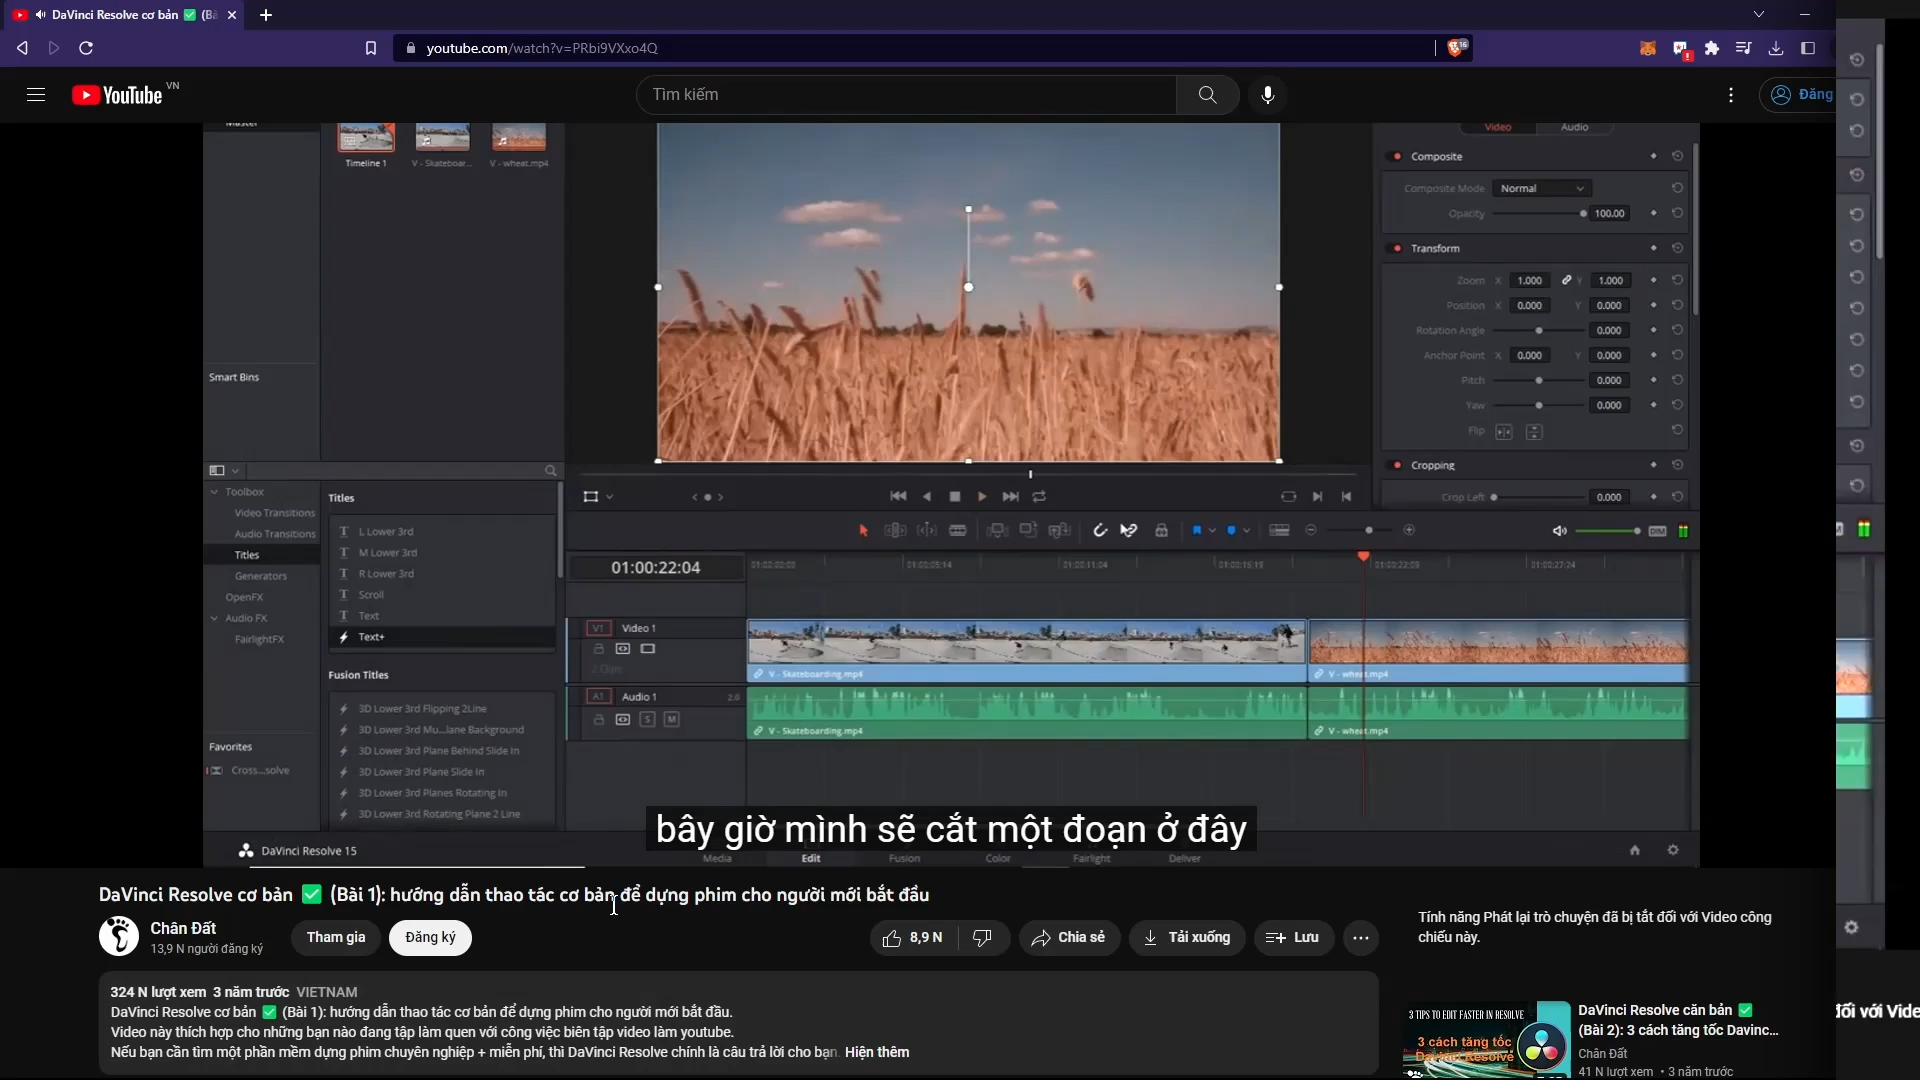 DaVinci Resolve cơ bản ✅ (Bà
youtube.com/watch?v=PRbi9VXxo4Q
YouTube VN
Tìm kiếm
Đăng
Master
Timeline 1
V - Skateboar...
V - wheat.mp4
Smart Bins
Toolbox
Video Transitions
Audio Transitions
Titles
Generators
OpenFX
Audio FX
FairlightFX
Favorites
Cross...solve
Titles
L Lower 3rd
M Lower 3rd
R Lower 3rd
Scroll
Text
Text+
Fusion Titles
3D Lower 3rd Flipping 2Line
3D Lower 3rd Mu...lane Background
3D Lower 3rd Plane Behind Slide In
3D Lower 3rd Plane Slide In
3D Lower 3rd Planes Rotating In
3D Lower 3rd Rotating Plane 2 Line
Video Audio
Composite
Composite Mode Normal
Opacity 100.00
Transform
Zoom X 1.000 Y 1.000
Position X 0.000 Y 0.000
Rotation Angle 0.000
Anchor Point X 0.000 Y 0.000
Pitch 0.000
Yaw 0.000
Flip
Cropping
Crop Left 0.000
DIM
01:00:22:04
01:00:11:04
01:00:27:24
V1 Video 1
2 Clips
V - Skateboarding.mp4
V - wheat.mp4
A1 Audio 1 2.0
S M
V - Skateboarding.mp4
V - wheat.mp4
bây giờ mình sẽ cắt một đoạn ở đây
DaVinci Resolve 15
Media Edit Fusion Color Fairlight Deliver
DaVinci Resolve cơ bản ✅ (Bài 1): hướng dẫn thao tác cơ bản để dựng phim cho người mới bắt đầu
Chân Đất
13,9 N người đăng ký
Tham gia
Đăng ký
8,9 N
Chia sẻ
Tải xuống
Lưu
324 N lượt xem 3 năm trước VIETNAM
DaVinci Resolve cơ bản ✅ (Bài 1): hướng dẫn thao tác cơ bản để dựng phim cho người mới bắt đầu.
Video này thích hợp cho những bạn nào đang tập làm quen với công việc biên tập video làm youtube.
Nếu bạn cần tìm một phần mềm dựng phim chuyên nghiệp + miễn phí, thì DaVinci Resolve chính là câu trả lời cho bạn. Hiện thêm
Tính năng Phát lại trò chuyện đã bị tắt đối với Video công
chiếu này.
3 TIPS TO EDIT FASTER IN RESOLVE
3 cách tăng tốc
DaVinci Resolve
DaVinci Resolve căn bản ✅
(Bài 2): 3 cách tăng tốc Davinc...
Chân Đất
41 N lượt xem • 3 năm trước
đối với Vide